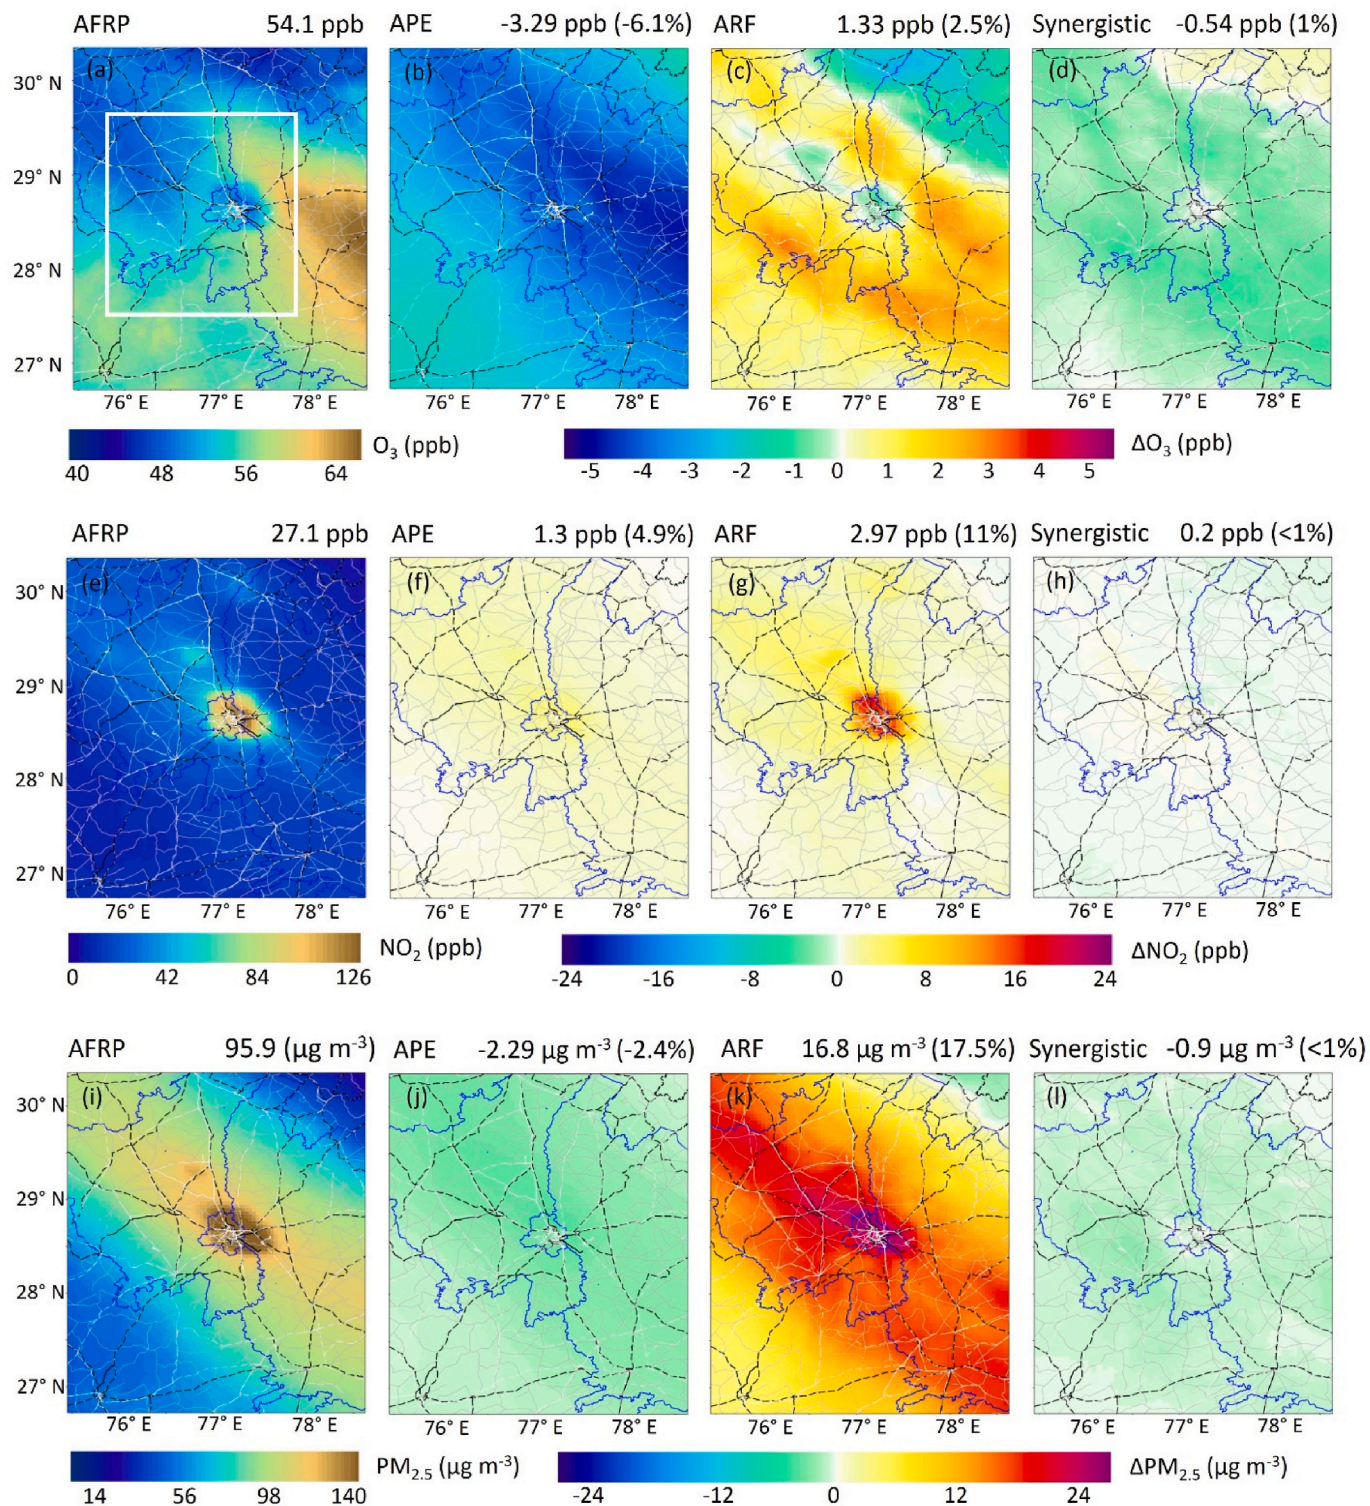 AFRP 54.1 ppb APE -3.29 ppb (-6.1%) ARF 1.33 ppb (2.5%) Synergistic -0.54 ppb (1%)
(a) (b) (c) (d)
30° N
29° N
28° N
27° N
76° E 77° E 78° E 76° E 77° E 78° E 76° E 77° E 78° E 76° E 77° E 78° E
O₃ (ppb) ΔO₃ (ppb)
40 48 56 64 -5 -4 -3 -2 -1 0 1 2 3 4 5
AFRP 27.1 ppb APE 1.3 ppb (4.9%) ARF 2.97 ppb (11%) Synergistic 0.2 ppb (<1%)
(e) (f) (g) (h)
30° N
29° N
28° N
27° N
76° E 77° E 78° E 76° E 77° E 78° E 76° E 77° E 78° E 76° E 77° E 78° E
NO₂ (ppb) ΔNO₂ (ppb)
0 42 84 126 -24 -16 -8 0 8 16 24
AFRP 95.9 (µg m⁻³) APE -2.29 µg m⁻³ (-2.4%) ARF 16.8 µg m⁻³ (17.5%) Synergistic -0.9 µg m⁻³ (<1%)
(i) (j) (k) (l)
30° N
29° N
28° N
27° N
76° E 77° E 78° E 76° E 77° E 78° E 76° E 77° E 78° E 76° E 77° E 78° E
PM₂.₅ (µg m⁻³) ΔPM₂.₅ (µg m⁻³)
14 56 98 140 -24 -12 0 12 24